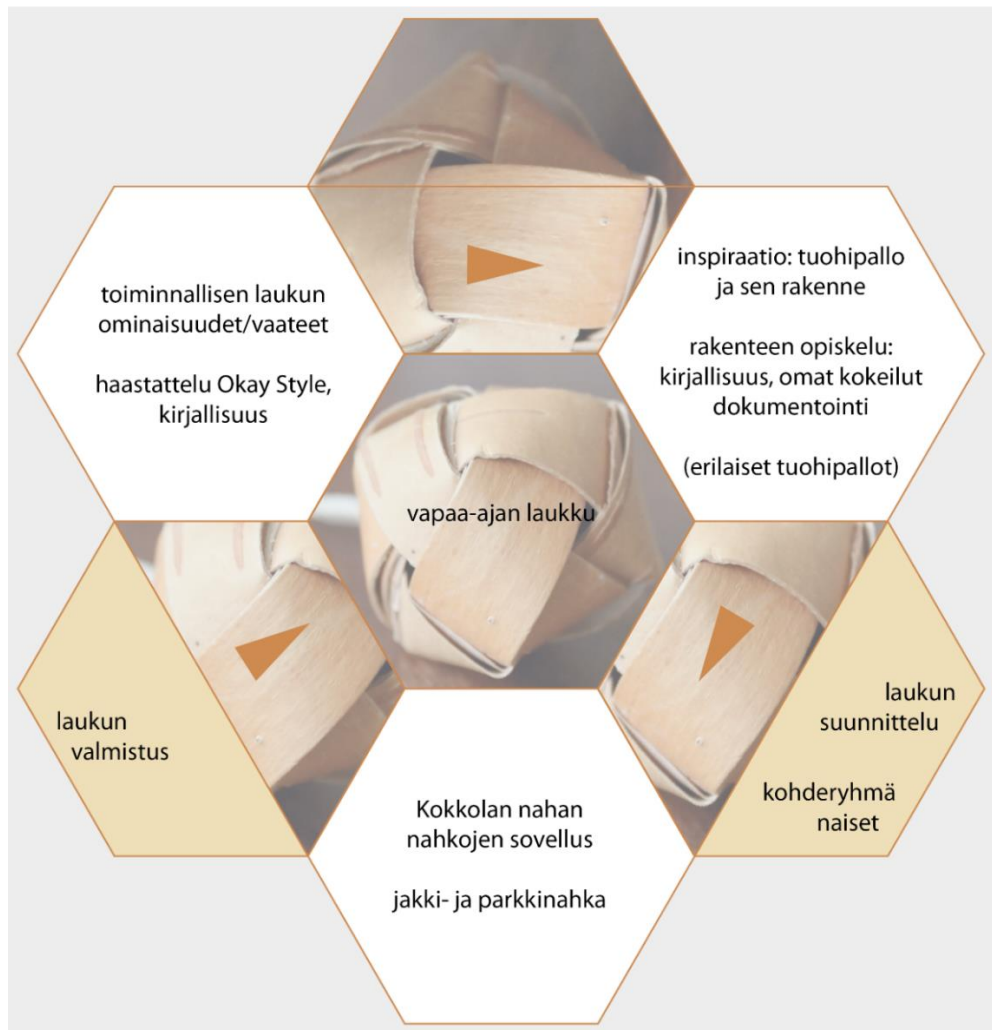 toiminnallisen laukun
ominaisuudet/vaateet
haastattelu Okay Style,
kirjallisuus
inspiraatio: tuohipallo
ja sen rakenne
rakenteen opiskelu:
kirjallisuus, omat kokeilut
dokumentointi
(erilaiset tuohipallot)
vapaa-ajan laukku
laukun
valmistus
laukun
suunnittelu
kohderyhmä
naiset
Kokkolan nahan
nahkojen sovellus
jakki- ja parkkinahka